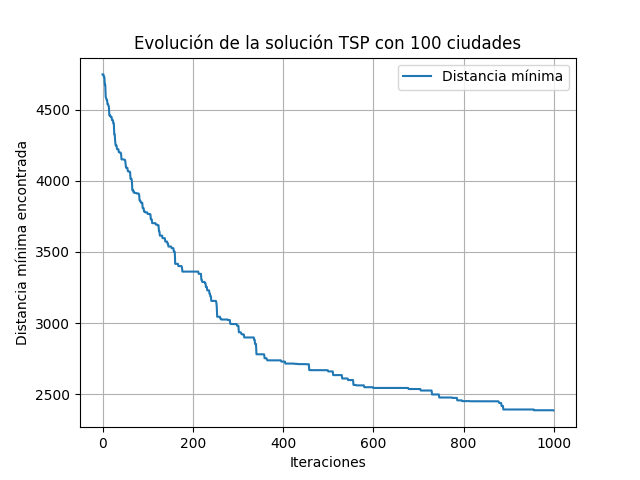 Evolución de la solución TSP con 100 ciudades
Distancia mínima
Distancia mínima encontrada
4500
4000
3500
3000
2500
0
200
400
600
800
1000
Iteraciones